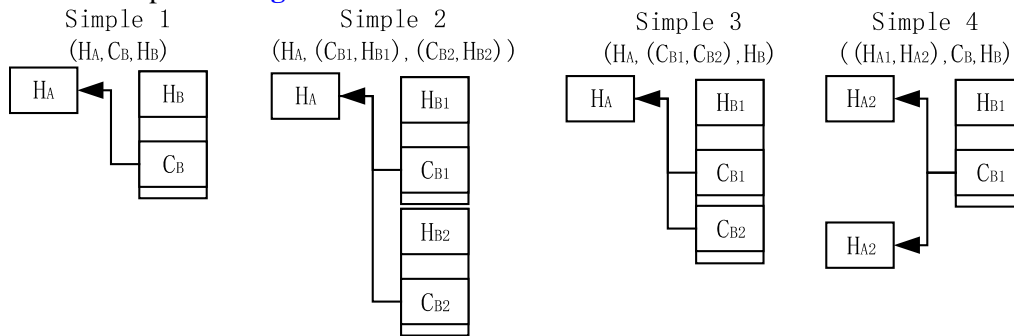 Simple 1
(HA, CB, HB)
HA
HB
CB
Simple 2
(HA, (CB1, HB1), (CB2, HB2))
HA
HB1
CB1
HB2
CB2
Simple 3
(HA, (CB1, CB2), HB)
HA
HB1
CB1
CB2
Simple 4
((HA1, HA2), CB, HB)
HA2
HB1
CB1
HA2